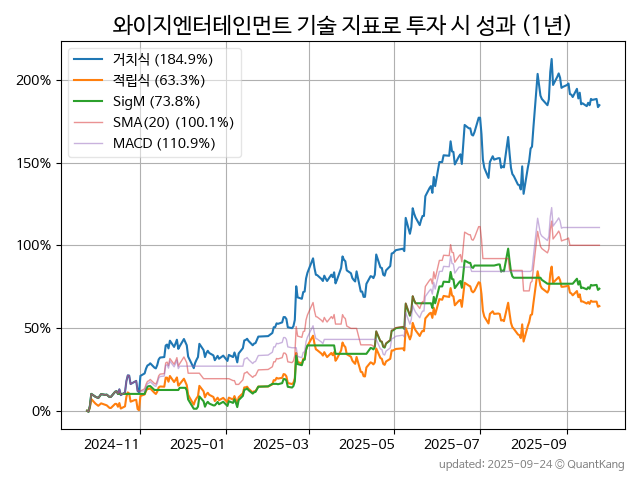 와이지엔터테인먼트 기술 지표로 투자 시 성과 (1년)
거치식 (184.9%)
적립식 (63.3%)
SigM (73.8%)
SMA(20) (100.1%)
MACD (110.9%)
200%
150%
100%
50%
0%
2024-11
2025-01
2025-03
2025-05
2025-07
2025-09
updated: 2025-09-24 © QuantKang